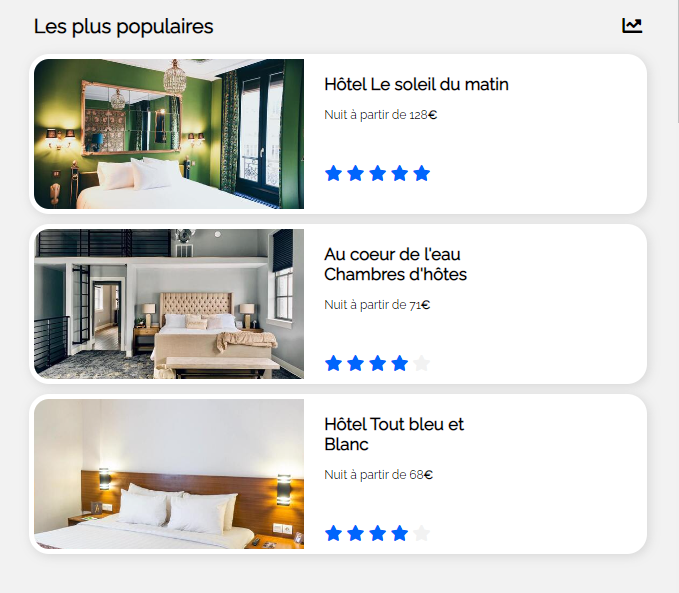 Les plus populaires
Hôtel Le soleil du matin
Nuit à partir de 128€
Au coeur de l'eau
Chambres d'hôtes
Nuit à partir de 71€
Hôtel Tout bleu et
Blanc
Nuit à partir de 68€